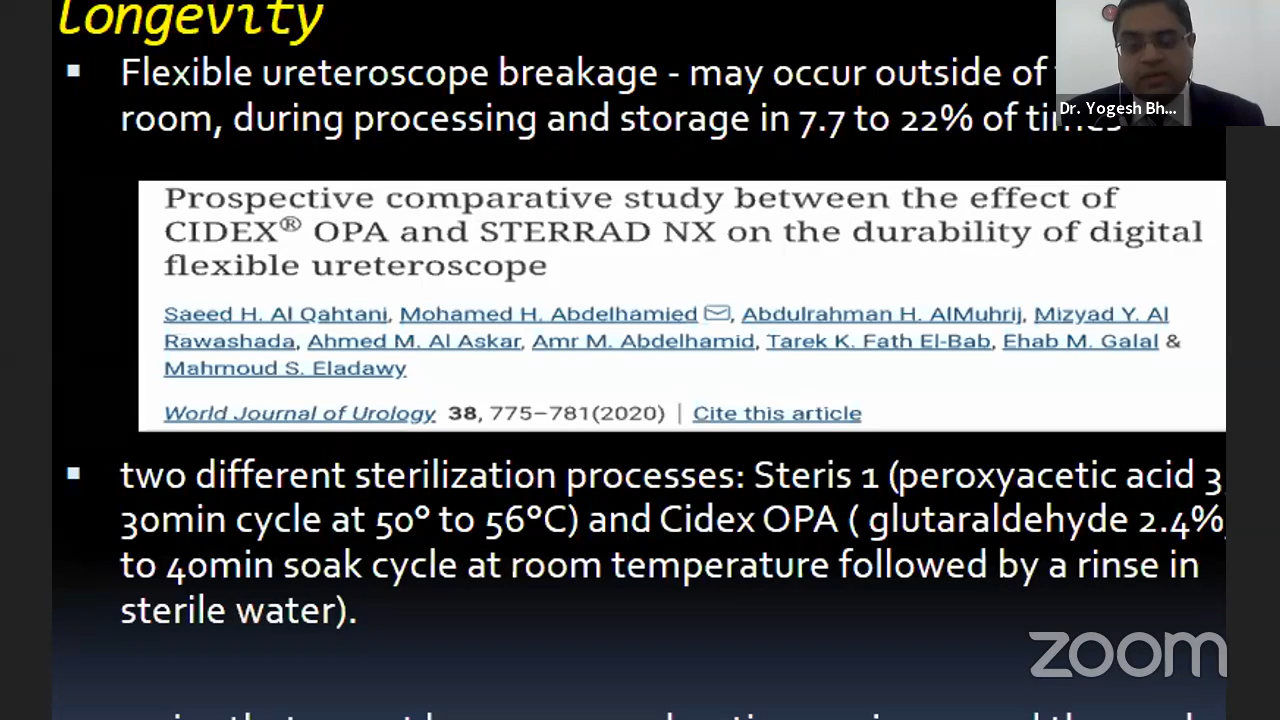 Longevity
▪ Flexible ureteroscope breakage - may occur outside of
room, during processing and storage in 7.7 to 22% of times
Dr. Yogesh Bh...
Prospective comparative study between the effect of
CIDEX® OPA and STERRAD NX on the durability of digital
flexible ureteroscope
Saeed H. Al Qahtani, Mohamed H. Abdelhamied, Abdulrahman H. AlMuhrij, Mizyad Y. Al
Rawashada, Ahmed M. Al Askar, Amr M. Abdelhamid, Tarek K. Fath El-Bab, Ehab M. Galal &
Mahmoud S. Eladawy
World Journal of Urology 38, 775–781(2020) | Cite this article
▪ two different sterilization processes: Steris 1 (peroxyacetic acid 3
30min cycle at 50° to 56°C) and Cidex OPA ( glutaraldehyde 2.4%
to 40min soak cycle at room temperature followed by a rinse in
sterile water).
zoom